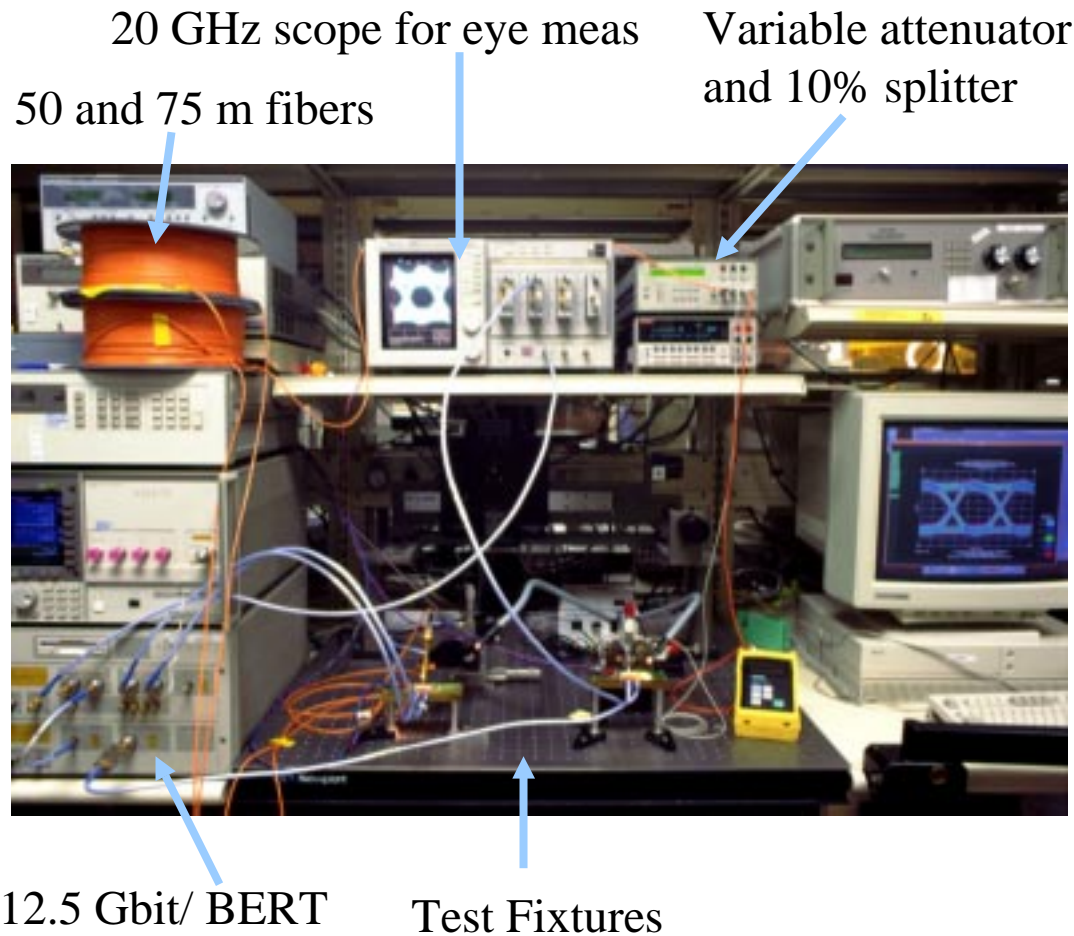 20 GHz scope for eye meas
Variable attenuator
and 10% splitter
50 and 75 m fibers
Newport
12.5 Gbit/ BERT
Test Fixtures